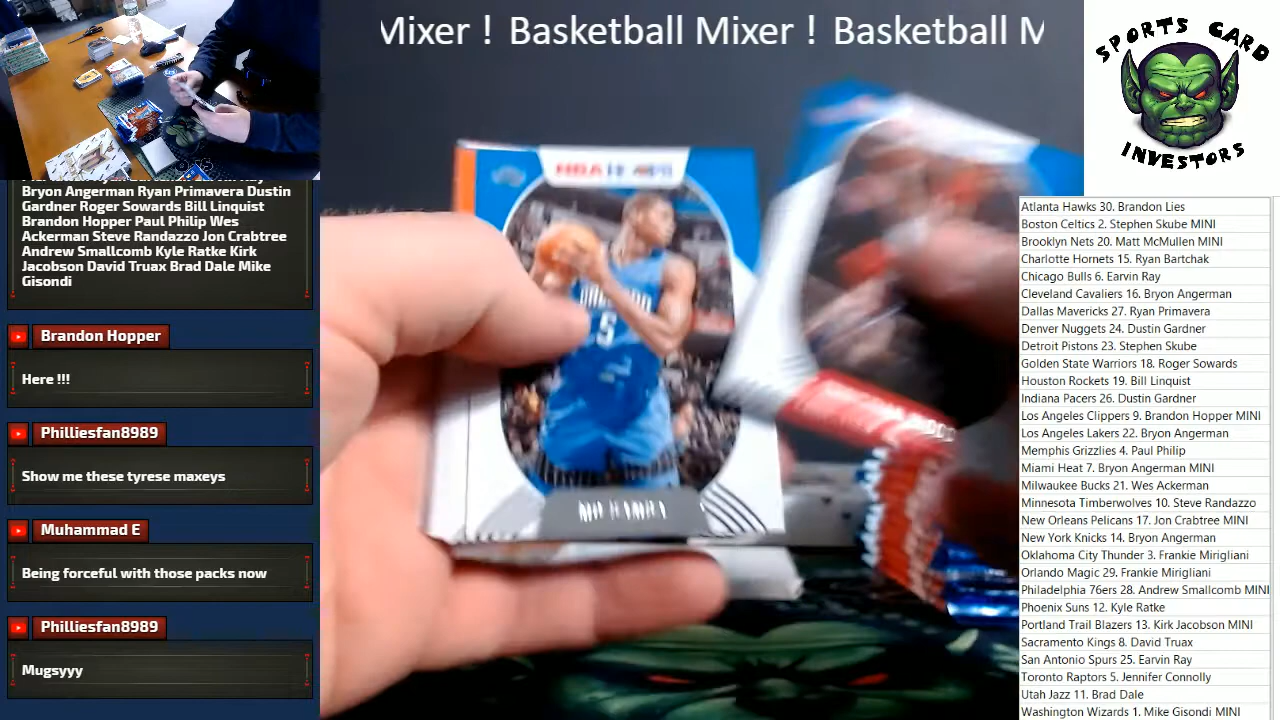 Mixer ! Basketball Mixer ! Basketball M
SPORTS CARD
INVESTORS
Bryon Angerman Ryan Primavera Dustin
Gardner Roger Sowards Bill Linquist
Brandon Hopper Paul Philip Wes
Ackerman Steve Randazzo Jon Crabtree
Andrew Smallcomb Kyle Ratke Kirk
Jacobson David Truax Brad Dale Mike
Gisondi
Brandon Hopper
Here !!!
Philliesfan8989
Show me these tyrese maxeys
Muhammad E
Being forceful with those packs now
Philliesfan8989
Mugsyyy
NBA HOOPS
5
MO BAMBA
Atlanta Hawks 30. Brandon Lies
Boston Celtics 2. Stephen Skube MINI
Brooklyn Nets 20. Matt McMullen MINI
Charlotte Hornets 15. Ryan Bartchak
Chicago Bulls 6. Earvin Ray
Cleveland Cavaliers 16. Bryon Angerman
Dallas Mavericks 27. Ryan Primavera
Denver Nuggets 24. Dustin Gardner
Detroit Pistons 23. Stephen Skube
Golden State Warriors 18. Roger Sowards
Houston Rockets 19. Bill Linquist
Indiana Pacers 26. Dustin Gardner
Los Angeles Clippers 9. Brandon Hopper MINI
Los Angeles Lakers 22. Bryon Angerman
Memphis Grizzlies 4. Paul Philip
Miami Heat 7. Bryon Angerman MINI
Milwaukee Bucks 21. Wes Ackerman
Minnesota Timberwolves 10. Steve Randazzo
New Orleans Pelicans 17. Jon Crabtree MINI
New York Knicks 14. Bryon Angerman
Oklahoma City Thunder 3. Frankie Mirigliani
Orlando Magic 29. Frankie Mirigliani
Philadelphia 76ers 28. Andrew Smallcomb MINI
Phoenix Suns 12. Kyle Ratke
Portland Trail Blazers 13. Kirk Jacobson MINI
Sacramento Kings 8. David Truax
San Antonio Spurs 25. Earvin Ray
Toronto Raptors 5. Jennifer Connolly
Utah Jazz 11. Brad Dale
Washington Wizards 1. Mike Gisondi MINI